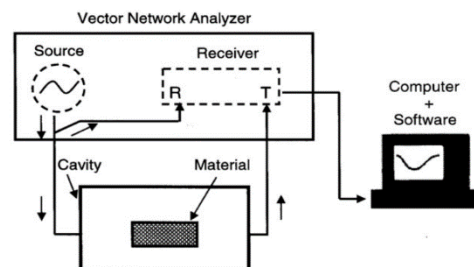 Vector Network Analyzer
Source
Receiver
R
T
Computer
+
Software
Cavity
Material